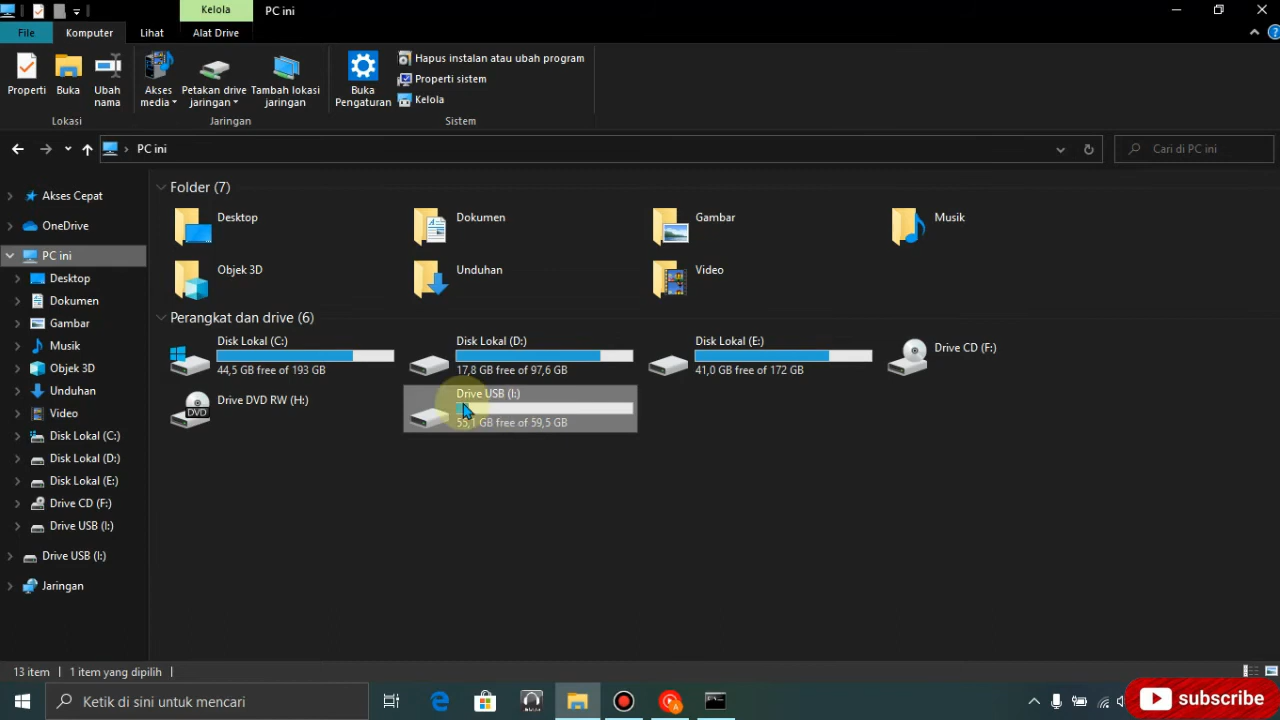 Kelola
PC ini
File
Komputer
Lihat
Alat Drive
Properti
Buka
Ubah
nama
Lokasi
Akses
media
Petakan drive
jaringan
Tambah lokasi
jaringan
Jaringan
Buka
Pengaturan
Hapus instalan atau ubah program
Properti sistem
Kelola
Sistem
PC ini
Cari di PC ini
Akses Cepat
OneDrive
PC ini
Desktop
Dokumen
Gambar
Musik
Objek 3D
Unduhan
Video
Disk Lokal (C:)
Disk Lokal (D:)
Disk Lokal (E:)
Drive CD (F:)
Drive USB (I:)
Drive USB (I:)
Jaringan
Folder (7)
Desktop
Dokumen
Gambar
Musik
Objek 3D
Unduhan
Video
Perangkat dan drive (6)
Disk Lokal (C:)
44,5 GB free of 193 GB
Disk Lokal (D:)
17,8 GB free of 97,6 GB
Disk Lokal (E:)
41,0 GB free of 172 GB
Drive CD (F:)
DVD
Drive DVD RW (H:)
Drive USB (I:)
55,1 GB free of 59,5 GB
13 item
1 item yang dipilih
Ketik di sini untuk mencari
subscribe